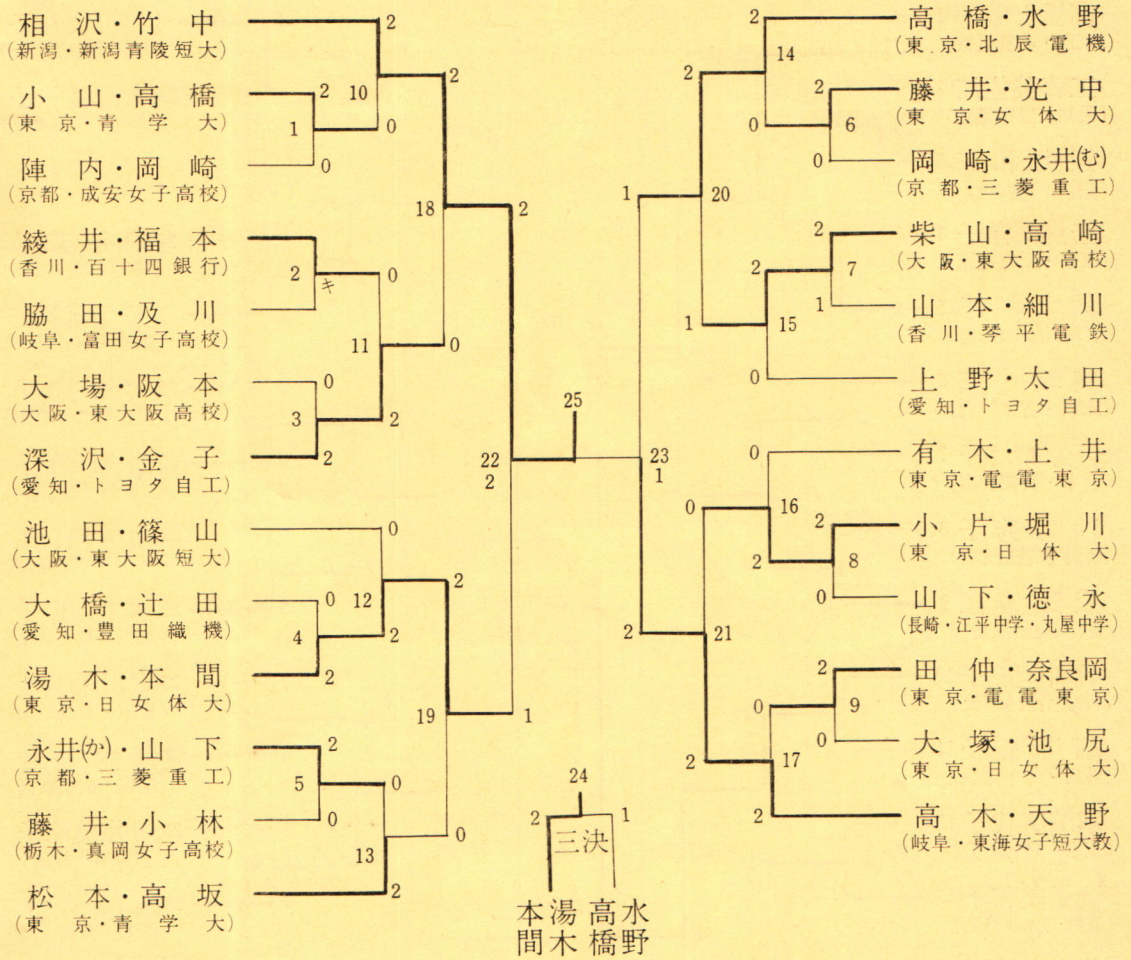 相沢・竹中
(新潟・新潟青陵短大)
2
小山・高橋
(東京・青学大)
2
1
10
2
0
陣内・岡崎
(京都・成安女子高校)
0
18
2
綾井・福本
(香川・百十四銀行)
2
キ
0
脇田・及川
(岐阜・富田女子高校)
11
0
大場・阪本
(大阪・東大阪高校)
0
3
2
深沢・金子
(愛知・トヨタ自工)
2
22
2
25
池田・篠山
(大阪・東大阪短大)
0
大橋・辻田
(愛知・豊田織機)
0
4
12
2
2
湯木・本間
(東京・日女体大)
2
19
1
永井(か)・山下
(京都・三菱重工)
2
5
0
藤井・小林
(栃木・真岡女子高校)
0
13
0
松本・高坂
(東京・青学大)
2
高橋・水野
(東京・北辰電機)
2
14
藤井・光中
(東京・女体大)
2
2
0
6
岡崎・永井(む)
(京都・三菱重工)
0
1
20
柴山・高崎
(大阪・東大阪高校)
2
2
7
山本・細川
(香川・琴平電鉄)
1
1
15
上野・太田
(愛知・トヨタ自工)
0
23
1
有木・上井
(東京・電電東京)
0
0
16
小片・堀川
(東京・日体大)
2
2
8
山下・徳永
(長崎・江平中学・丸屋中学)
0
2
21
田仲・奈良岡
(東京・電電東京)
2
0
9
大塚・池尻
(東京・日女体大)
0
2
17
高木・天野
(岐阜・東海女子短大教)
2
24
2
1
三決
本間
湯木
高橋
水野